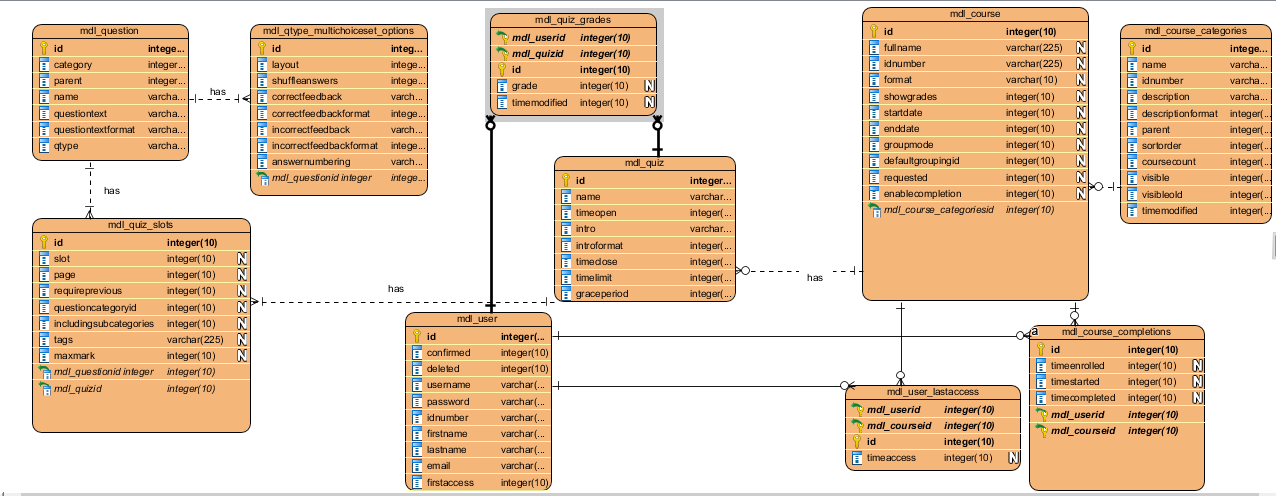 mdl_question
id intege...
category integer...
parent integer...
name varcha...
questiontext varcha...
questiontextformat varcha...
qtype varcha...
has
mdl_qtype_multichoiceset_options
id integ...
layout intege...
shuffleanswers intege...
correctfeedback varch...
correctfeedbackformat intege...
incorrectfeedback varch...
incorrectfeedbackformat integ...
answernumbering varch...
mdl_questionid integer intege...
mdl_quiz_grades
mdl_userid integer(10)
mdl_quizid integer(10)
id integer(10)
grade integer(10) N
timemodified integer(10) N
mdl_course
id integer(10)
fullname varchar(225) N
idnumber varchar(225) N
format varchar(10) N
showgrades integer(10) N
startdate integer(10) N
enddate integer(10) N
groupmode integer(10) N
defaultgroupingid integer(10) N
requested integer(10) N
enablecompletion integer(10) N
mdl_course_categoriesid integer(10)
mdl_course_categories
id intege...
name varcha...
idnumber varcha...
description varcha...
descriptionformat integer(...
parent integer(...
sortorder integer(...
coursecount integer(...
visible integer(...
visibleold integer(...
timemodified integer(...
has
mdl_quiz
id integer...
name varchar...
timeopen integer(...
intro varchar...
introformat integer(...
timeclose integer(...
timelimit integer(...
graceperiod integer(...
has
mdl_quiz_slots
id integer(10)
slot integer(10) N
page integer(10) N
requireprevious integer(10) N
questioncategoryid integer(10) N
includingsubcategories integer(10) N
tags varchar(225) N
maxmark integer(10) N
mdl_questionid integer integer(10)
mdl_quizid integer(10)
has
mdl_user
id integer(...
confirmed integer(10)
deleted integer(10)
username varchar(...
password varchar(...
idnumber varchar(...
firstname varchar(...
lastname varchar(...
email varchar(...
firstaccess integer(10)
mdl_user_lastaccess
mdl_userid integer(10)
mdl_courseid integer(10)
id integer(10)
timeaccess integer(10) N
a
mdl_course_completions
id integer(10)
timeenrolled integer(10) N
timestarted integer(10) N
timecompleted integer(10) N
mdl_userid integer(10)
mdl_courseid integer(10)